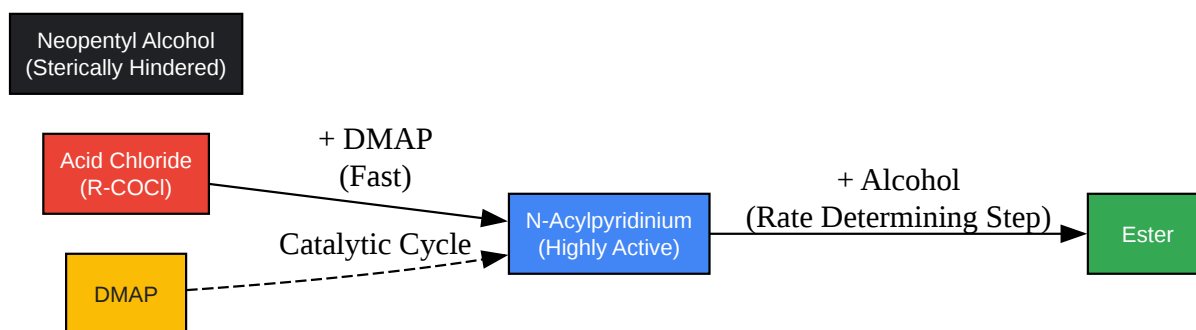 Neopentyl Alcohol
(Sterically Hindered)
Acid Chloride
(R-COCl)
+ DMAP
(Fast)
N-Acylpyridinium
(Highly Active)
+ Alcohol
(Rate Determining Step)
Ester
Catalytic Cycle
DMAP